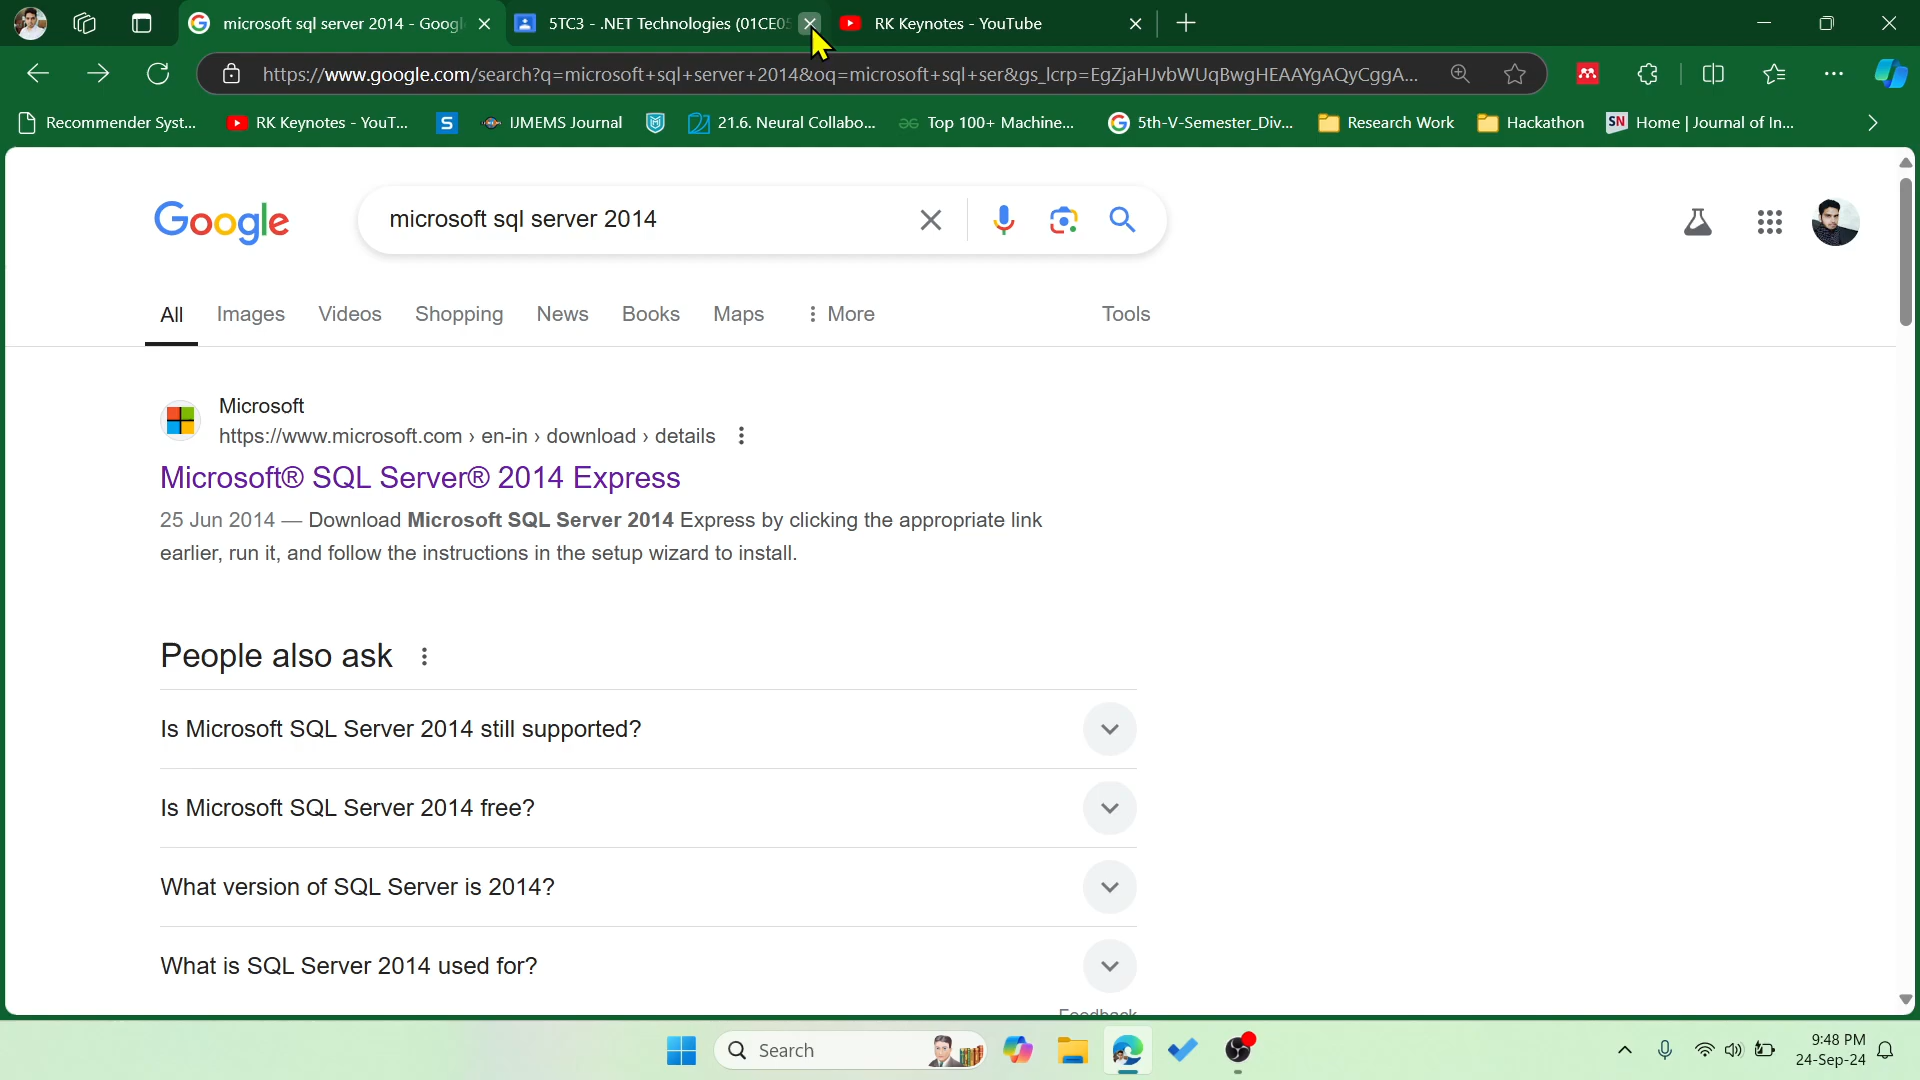 microsoft sql server 2014 - Googl
5TC3 - .NET Technologies (01CE05
RK Keynotes - YouTube
https://www.google.com/search?q=microsoft+sql+server+2014&oq=microsoft+sql+ser&gs_lcrp=EgZjaHJvbWUqBwgHEAAYgAQyCggA...
Recommender Syst...
RK Keynotes - YouT...
S
IJMEMS Journal
21.6. Neural Collabo...
Top 100+ Machine...
5th-V-Semester_Div...
Research Work
Hackathon
SN Home | Journal of In...
Google
microsoft sql server 2014
All Images Videos Shopping News Books Maps More Tools
Microsoft
https://www.microsoft.com › en-in › download › details
Microsoft® SQL Server® 2014 Express
25 Jun 2014 — Download Microsoft SQL Server 2014 Express by clicking the appropriate link
earlier, run it, and follow the instructions in the setup wizard to install.
People also ask
Is Microsoft SQL Server 2014 still supported?
Is Microsoft SQL Server 2014 free?
What version of SQL Server is 2014?
What is SQL Server 2014 used for?
Feedback
Search
9:48 PM
24-Sep-24